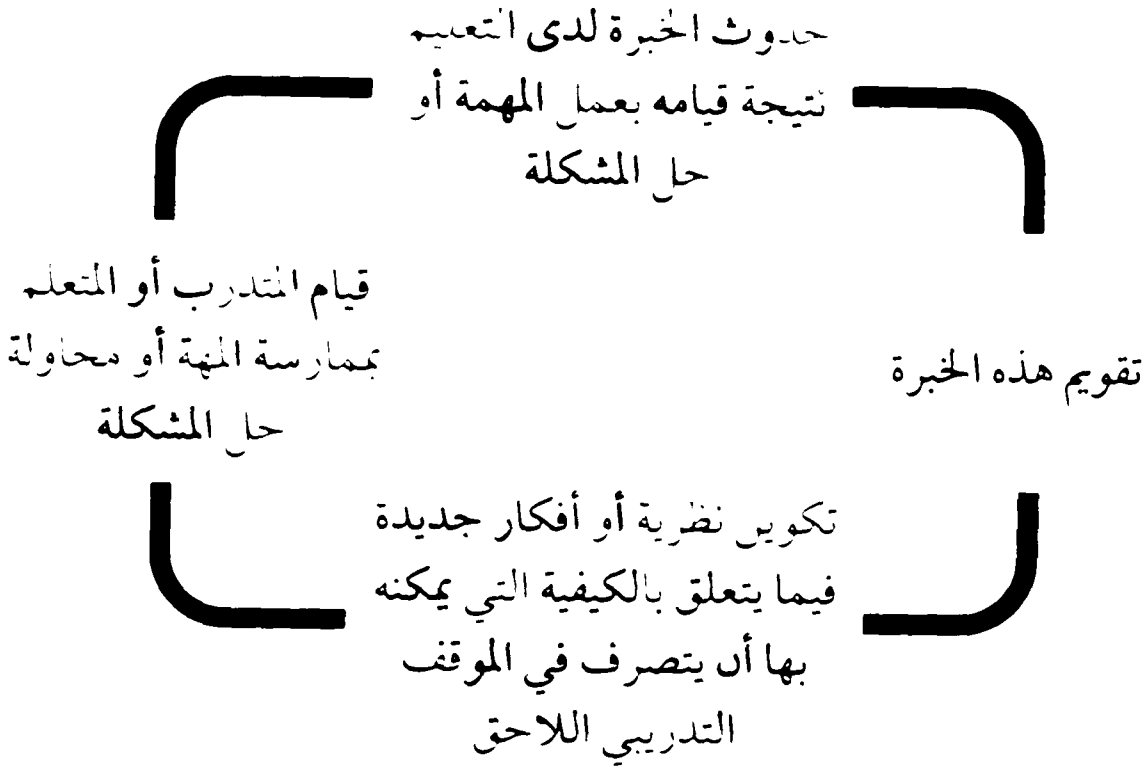 حدوث الخبرة لدى التعليم
نتيجة قيامه بعمل المهمة أو
حل المشكلة
تقويم هذه الخبرة
تكوين نظرية أو أفكار جديدة
فيما يتعلق بالكيفية التي يمكنه
بها أن يتصرف في الموقف
التدريبي اللاحق
قيام المتدرب أو المتعلم
بممارسة المهة أو محاولة
حل المشكلة